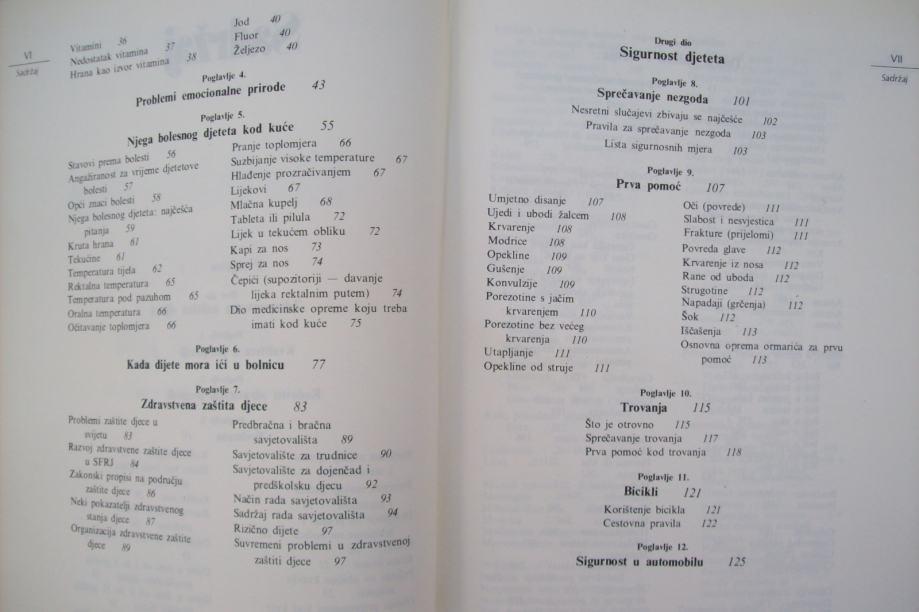 VI
Sadržaj
Vitamini 36
Nedostatak vitamina 37
Hrana kao izvor vitamina 38
Jod 40
Fluor 40
Željezo 40
Poglavlje 4.
Problemi emocionalne prirode 43
Poglavlje 5.
Njega bolesnog djeteta kod kuće 55
Stavovi prema bolesti 56
Angažiranost za vrijeme djetetove
bolesti 57
Opći znaci bolesti 58
Njega bolesnog djeteta: najčešća
pitanja 59
Kruta hrana 61
Tekućine 61
Temperatura tijela 62
Rektalna temperatura 65
Temperatura pod pazuhom 65
Oralna temperatura 66
Očitavanje toplomjera 66
Pranje toplomjera 66
Suzbijanje visoke temperature 67
Hlađenje prozračivanjem 67
Lijekovi 67
Mlačna kupelj 68
Tableta ili pilula 72
Lijek u tekućem obliku 72
Kapi za nos 73
Sprej za nos 74
Čepići (supozitoriji — davanje
lijeka rektalnim putem) 74
Dio medicinske opreme koju treba
imati kod kuće 75
Poglavlje 6.
Kada dijete mora ići u bolnicu 77
Poglavlje 7.
Zdravstvena zaštita djece 83
Problemi zaštite djece u
svijetu 83
Razvoj zdravstvene zaštite djece
u SFRJ 84
Zakonski propisi na području
zaštite djece 86
Neki pokazatelji zdravstvenog
stanja djece 87
Organizacija zdravstvene zaštite
djece 89
Predbračna i bračna
savjetovališta 89
Savjetovalište za trudnice 90
Savjetovalište za dojenčad i
predškolsku djecu 92
Način rada savjetovališta 93
Sadržaj rada savjetovališta 94
Rizično dijete 97
Suvremeni problemi u zdravstvenoj
zaštiti djece 97
VII
Sadržaj
Drugi dio
Sigurnost djeteta
Poglavlje 8.
Sprečavanje nezgoda 101
Nesretni slučajevi zbivaju se najčešće 102
Pravila za sprečavanje nezgoda 103
Lista sigurnosnih mjera 103
Poglavlje 9.
Prva pomoć 107
Umjetno disanje 107
Ujedi i ubodi žalcem 108
Krvarenje 108
Modrice 108
Opekline 109
Gušenje 109
Konvulzije 109
Porezotine s jačim
krvarenjem 110
Porezotine bez većeg
krvarenja 110
Utapljanje 111
Opekline od struje 111
Oči (povrede) 111
Slabost i nesvjestica 111
Frakture (prijelomi) 111
Povreda glave 112
Krvarenje iz nosa 112
Rane od uboda 112
Strugotine 112
Napadaji (grčenja) 112
Šok 112
Iščašenja 113
Osnovna oprema ormarića za prvu
pomoć 113
Poglavlje 10.
Trovanja 115
Što je otrovno 115
Sprečavanje trovanja 117
Prva pomoć kod trovanja 118
Poglavlje 11.
Bicikli 121
Korištenje bicikla 121
Cestovna pravila 122
Poglavlje 12.
Sigurnost u automobilu 125